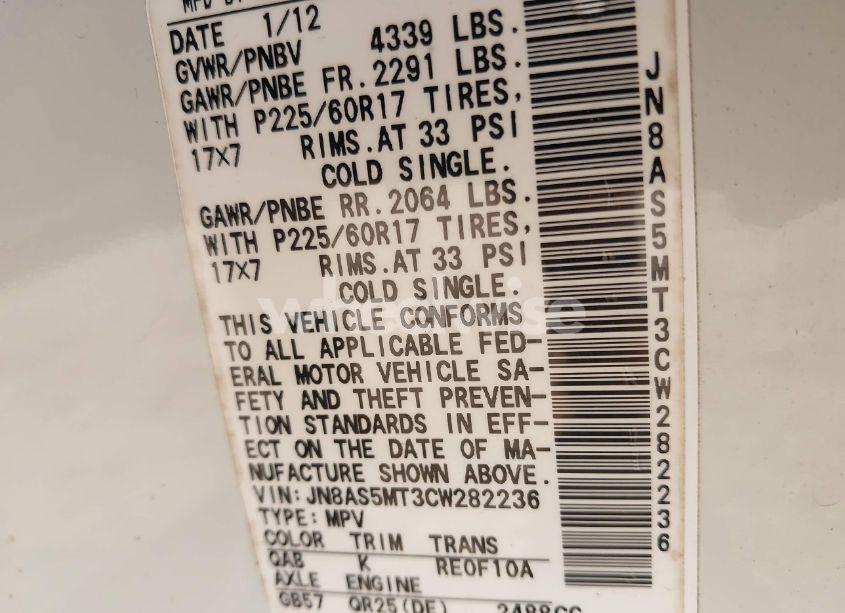 MFD BY
DATE 1/12
GVWR/PNBV 4339 LBS.
GAWR/PNBE FR.2291 LBS.
WITH P225/60R17 TIRES,
17X7 RIMS.AT 33 PSI
COLD SINGLE.
GAWR/PNBE RR.2064 LBS.
WITH P225/60R17 TIRES,
17X7 RIMS.AT 33 PSI
COLD SINGLE.
THIS VEHICLE CONFORMS
TO ALL APPLICABLE FED-
ERAL MOTOR VEHICLE SA-
FETY AND THEFT PREVEN-
TION STANDARDS IN EFF-
ECT ON THE DATE OF MA-
NUFACTURE SHOWN ABOVE.
VIN:JN8AS5MT3CW282236
TYPE:MPV
COLOR TRIM TRANS
QAB K RE0F10A
AXLE ENGINE
GB57 QR25(DE) 2488CC
JN8AS5MT3CW282236